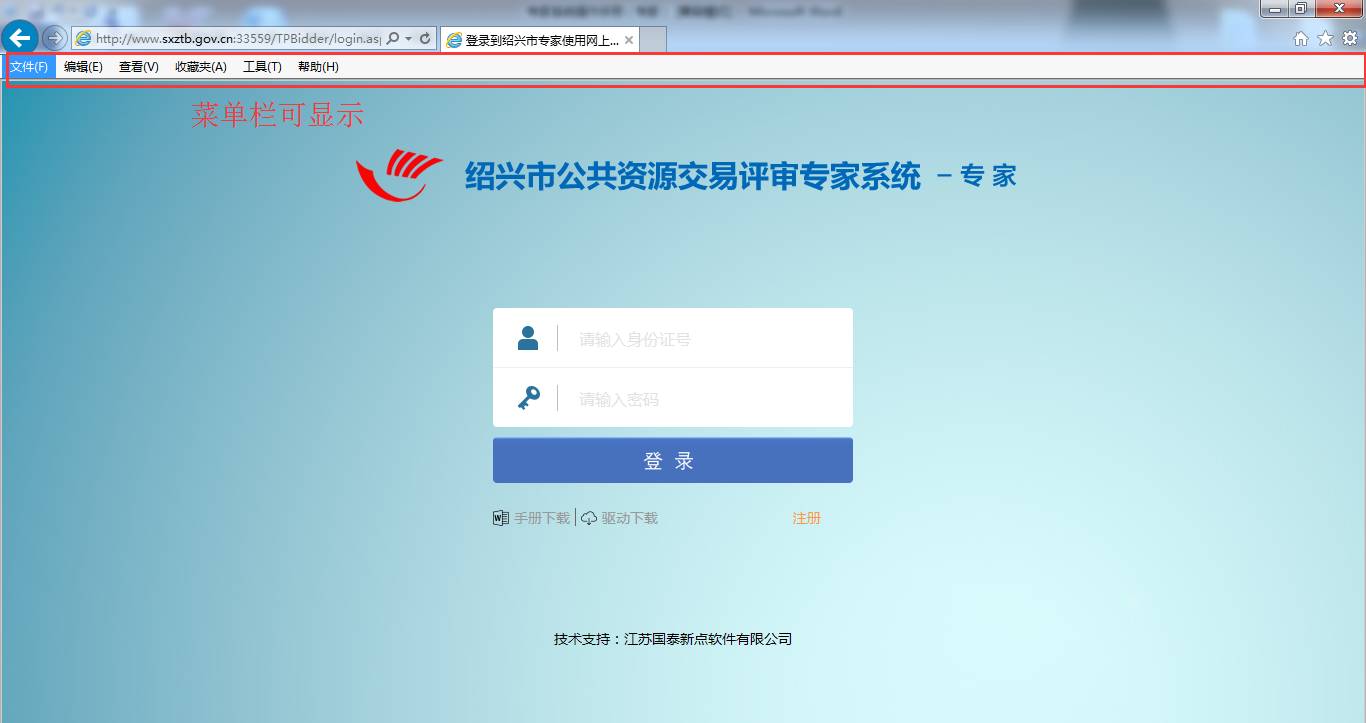 http://www.sxztb.gov.cn:33559/TPBidder/login.as
登录到绍兴市专家使用网上...
文件(F) 编辑(E) 查看(V) 收藏夹(A) 工具(T) 帮助(H)
菜单栏可显示
绍兴市公共资源交易评审专家系统 - 专家
请输入身份证号
请输入密码
登 录
手册下载 驱动下载 注册
技术支持：江苏国泰新点软件有限公司